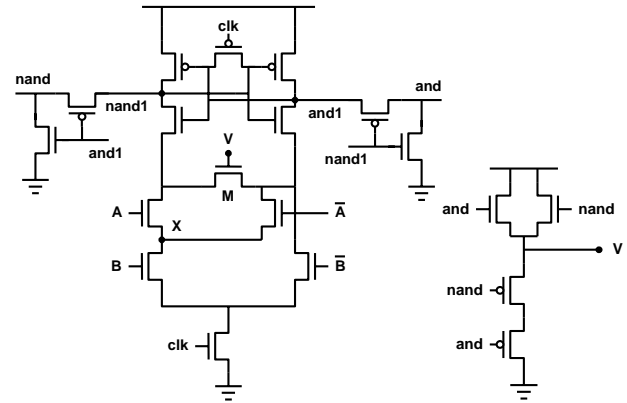 clk
nand
and
nand1
and1
and1
nand1
V
M
A
X
A̅
B
B̅
clk
and
nand
V
nand
and